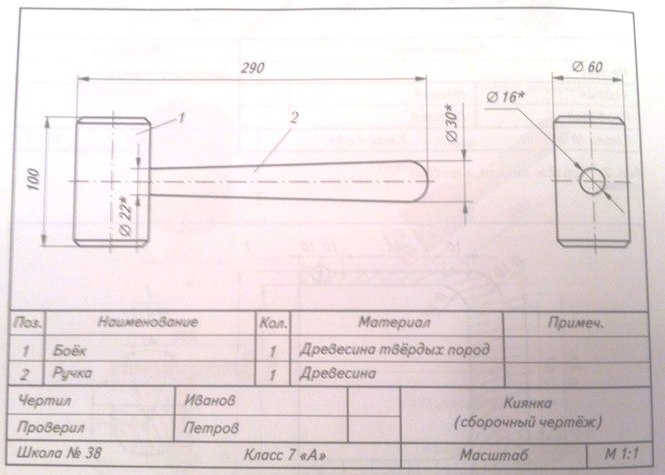 290
Ø 60
1
2
Ø 30*
Ø 16*
100
Ø 22*
Поз. Наименование Кол. Материал Примеч.
1 Боёк 1 Древесина твёрдых пород
2 Ручка 1 Древесина
Чертил Иванов
Проверил Петров
Киянка
(сборочный чертёж)
Школа № 38 Класс 7 «А» Масштаб М 1:1